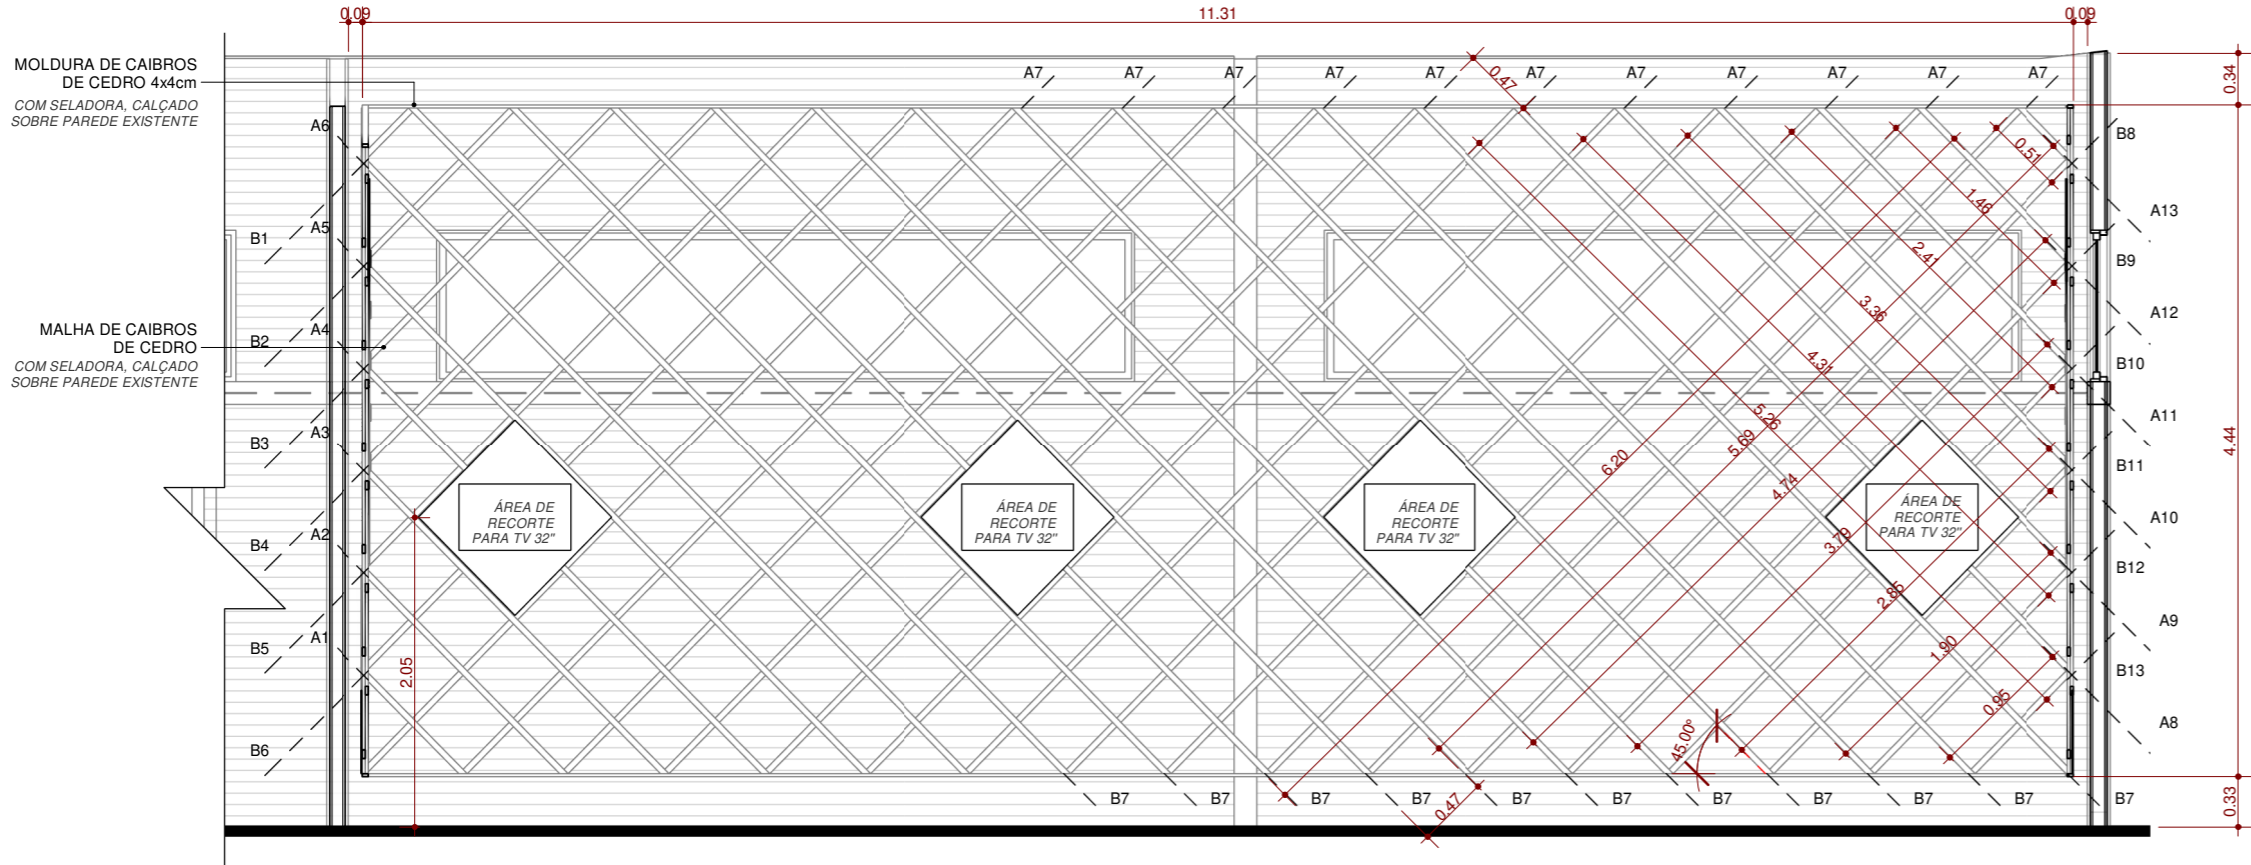 0.09
11.31
0.09
MOLDURA DE CAIBROS
DE CEDRO 4x4cm
COM SELADORA, CALÇADO
SOBRE PAREDE EXISTENTE
A7
A7
A7
A7
A7
A7
A7
A7
A7
A7
A7
0.47
0.34
A6
B8
0.51
1.46
A13
A5
B1
B9
2.41
3.36
A12
MALHA DE CAIBROS
DE CEDRO
COM SELADORA, CALÇADO
SOBRE PAREDE EXISTENTE
A4
B2
B10
4.31
A11
5.26
A3
B3
5.69
6.20
4.74
4.44
B11
ÁREA DE
RECORTE
PARA TV 32"
ÁREA DE
RECORTE
PARA TV 32"
ÁREA DE
RECORTE
PARA TV 32"
ÁREA DE
RECORTE
PARA TV 32"
A10
A2
B4
3.79
B12
2.85
A9
A1
B5
1.90
2.05
B13
0.95
A8
45.00°
B6
B7
B7
B7
B7
B7
B7
B7
B7
B7
B7
B7
0.47
0.33